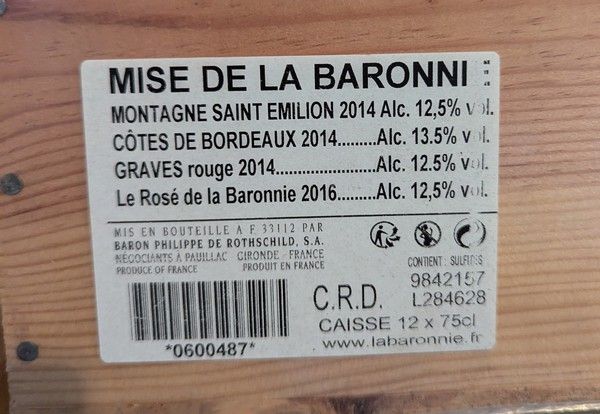 MISE DE LA BARONNIE
MONTAGNE SAINT EMILION 2014 Alc. 12,5% vol.
CÔTES DE BORDEAUX 2014.........Alc. 13.5% vol.
GRAVES rouge 2014......................Alc. 12.5% vol.
Le Rosé de la Baronnie 2016.........Alc. 12,5% vol.
MIS EN BOUTEILLE A F 33112 PAR
BARON PHILIPPE DE ROTHSCHILD, S.A.
NÉGOCIANTS À PAUILLAC GIRONDE - FRANCE
PRODUCE OF FRANCE PRODUIT EN FRANCE
CONTIENT : SULFITES
9842157
C.R.D. L284628
CAISSE 12 x 75cl
*0600487* www.labaronnie.fr